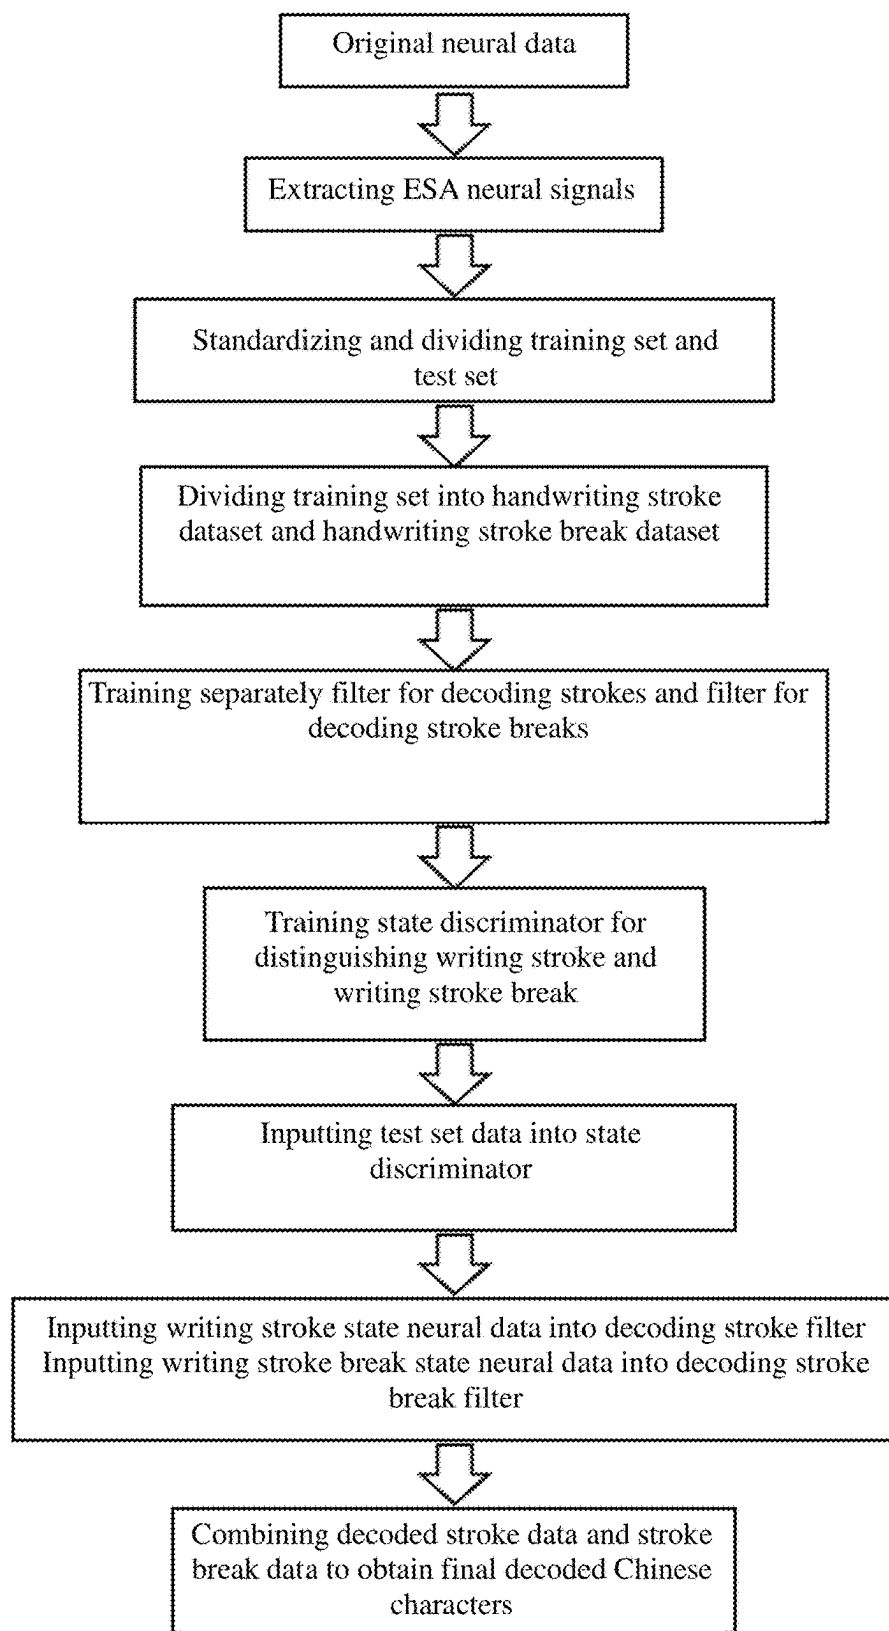 Original neural data
Extracting ESA neural signals
Standardizing and dividing training set and
test set
Dividing training set into handwriting stroke
dataset and handwriting stroke break dataset
Training separately filter for decoding strokes and filter for
decoding stroke breaks
Training state discriminator for
distinguishing writing stroke and
writing stroke break
Inputting test set data into state
discriminator
Inputting writing stroke state neural data into decoding stroke filter
Inputting writing stroke break state neural data into decoding stroke
break filter
Combining decoded stroke data and stroke
break data to obtain final decoded Chinese
characters